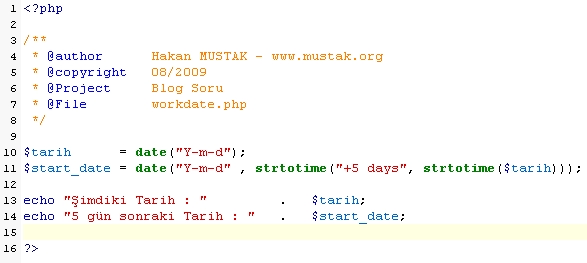 1 <?php
2
3 /**
4  * @author      Hakan MUSTAK - www.mustak.org
5  * @copyright   08/2009
6  * @Project     Blog Soru
7  * @File        workdate.php
8  */
9
10 $tarih      = date("Y-m-d");
11 $start_date = date("Y-m-d" , strtotime("+5 days", strtotime($tarih)));
12
13 echo "Şimdiki Tarih : "         .   $tarih;
14 echo "5 gün sonraki Tarih : "   .   $start_date;
15
16 ?>